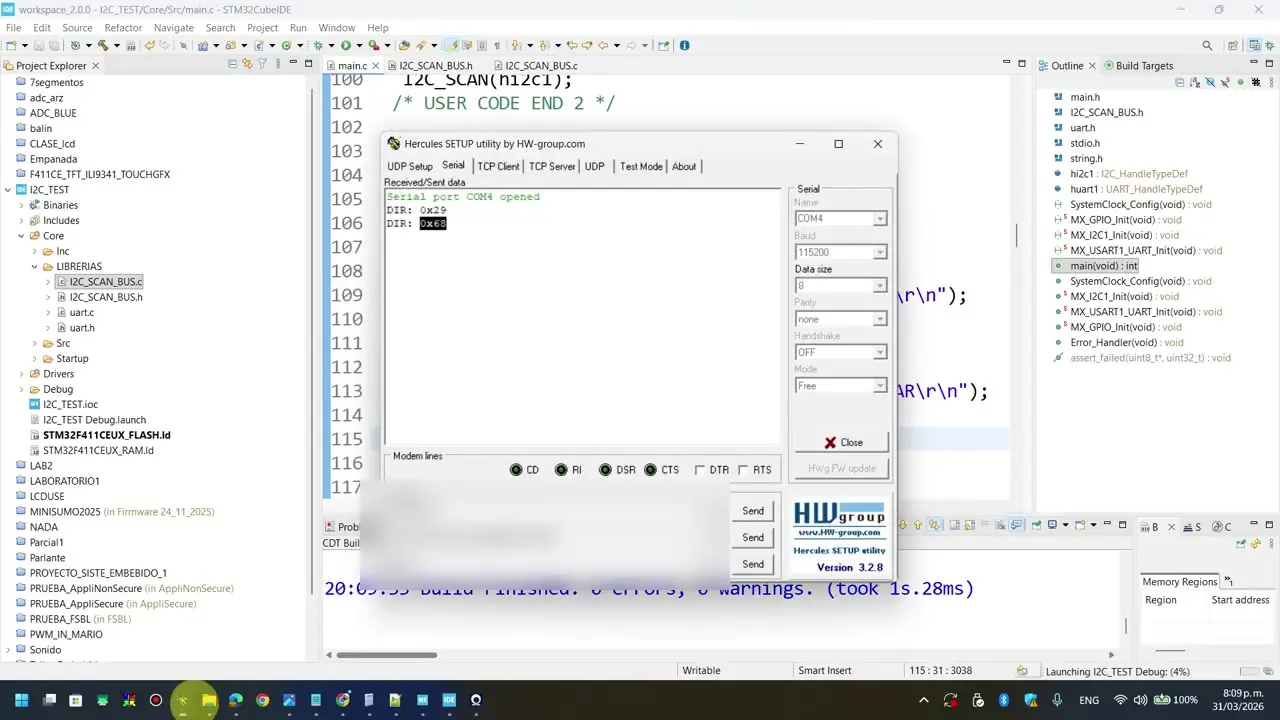 workspace_2.0.0 - I2C_TEST/Core/Src/main.c - STM32CubeIDE
File Edit Source Refactor Navigate Search Project Run Window Help
Project Explorer
7segmentos
adc_arz
ADC_BLUE
balin
CLASE_lcd
Empanada
F411CE_TFT_ILI9341_TOUCHGFX
I2C_TEST
Binaries
Includes
Core
Inc
LIBRERIAS
I2C_SCAN_BUS.c
I2C_SCAN_BUS.h
uart.c
uart.h
Src
Startup
Drivers
Debug
I2C_TEST.ioc
I2C_TEST Debug.launch
STM32F411CEUX_FLASH.ld
STM32F411CEUX_RAM.ld
LAB2
LABORATORIO1
LCDUSE
MINISUMO2025 (in Firmware 24_11_2025)
NADA
Parcial1
Parlante
PROYECTO_SISTE_EMBEBIDO_1
PRUEBA_AppliNonSecure (in AppliNonSecure)
PRUEBA_AppliSecure (in AppliSecure)
PRUEBA_FSBL (in FSBL)
PWM_IN_MARIO
Sonido
main.c I2C_SCAN_BUS.h I2C_SCAN_BUS.c
100 I2C_SCAN(hi2c1);
101 /* USER CODE END 2 */
102
103
104
105
106
107
108
109 \r\n");
110
111
112
113 AR\r\n");
114
115
116
117
Hercules SETUP utility by HW-group.com
UDP Setup Serial TCP Client TCP Server UDP Test Mode About
Received/Sent data
Serial port COM4 opened
DIR: 0x29
DIR: 0x68
Serial
Name
COM4
Baud
115200
Data size
8
Parity
none
Handshake
OFF
Mode
Free
Close
HWg FW update
Modem lines
CD RI DSR CTS DTR RTS
Send
Send
Send
HW group
www.HW-group.com
Hercules SETUP utility
Version 3.2.8
Outline Build Targets
main.h
I2C_SCAN_BUS.h
uart.h
stdio.h
string.h
hi2c1 : I2C_HandleTypeDef
huart1 : UART_HandleTypeDef
SystemClock_Config(void) : void
MX_GPIO_Init(void) : void
MX_I2C1_Init(void) : void
MX_USART1_UART_Init(void) : void
main(void) : int
SystemClock_Config(void) : void
MX_I2C1_Init(void) : void
MX_USART1_UART_Init(void) : void
MX_GPIO_Init(void) : void
Error_Handler(void) : void
assert_failed(uint8_t*, uint32_t) : void
Prob
CDT Buil
Build Finished. 0 errors, 0 warnings. (took 1s.28ms)
B S C
Memory Regions
Region Start address
Writable Smart Insert 115 : 31 : 3038 Launching I2C_TEST Debug: (4%)
ENG 100% 8:09 p.m.
31/03/2026